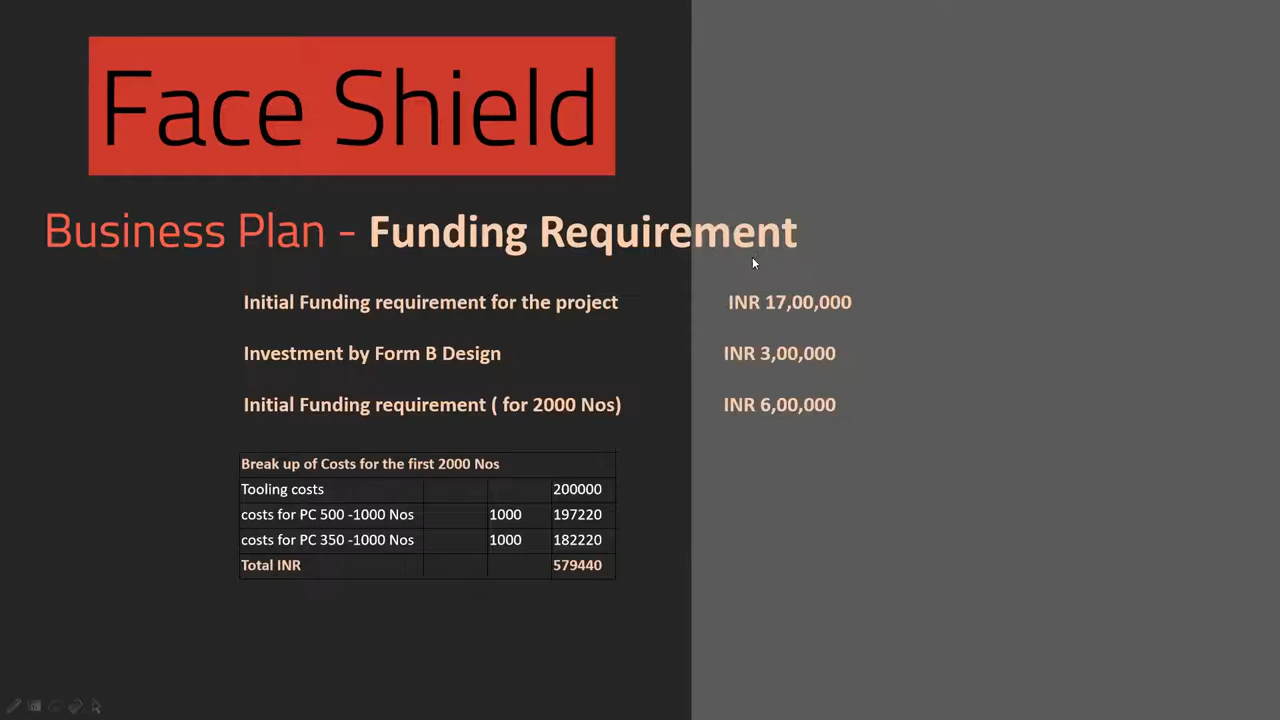 Face Shield
Business Plan - Funding Requirement
Initial Funding requirement for the project INR 17,00,000
Investment by Form B Design INR 3,00,000
Initial Funding requirement ( for 2000 Nos) INR 6,00,000
Break up of Costs for the first 2000 Nos
Tooling costs 200000
costs for PC 500 -1000 Nos 1000 197220
costs for PC 350 -1000 Nos 1000 182220
Total INR 579440